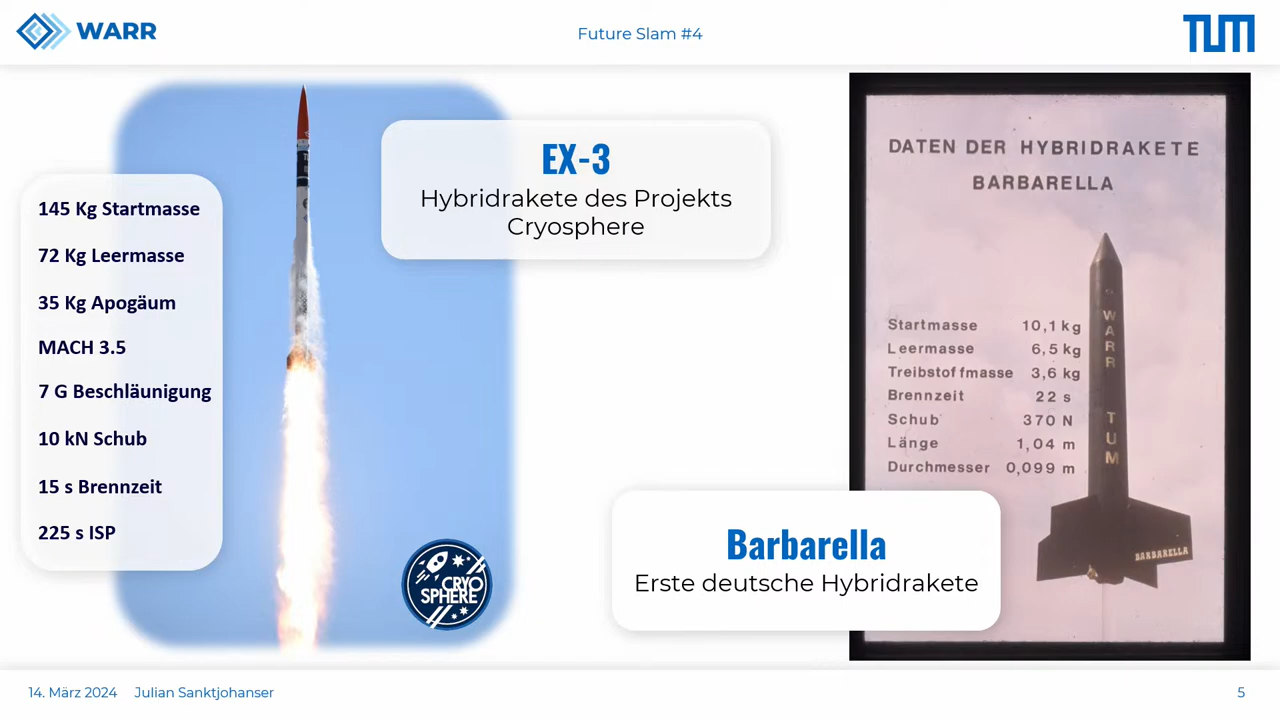 WARR
Future Slam #4
TUM
145 Kg Startmasse
72 Kg Leermasse
35 Kg Apogäum
MACH 3.5
7 G Beschläunigung
10 kN Schub
15 s Brennzeit
225 s ISP
EX-3
Hybridrakete des Projekts
Cryosphere
CRYO
SPHERE
DATEN DER HYBRIDRAKETE
BARBARELLA
Startmasse 10,1 kg
Leermasse 6,5 kg
Treibstoffmasse 3,6 kg
Brennzeit 22 s
Schub 370 N
Länge 1,04 m
Durchmesser 0,099 m
WARR TUM
BARBARELLA
Barbarella
Erste deutsche Hybridrakete
14. März 2024 Julian Sanktjohanser
5